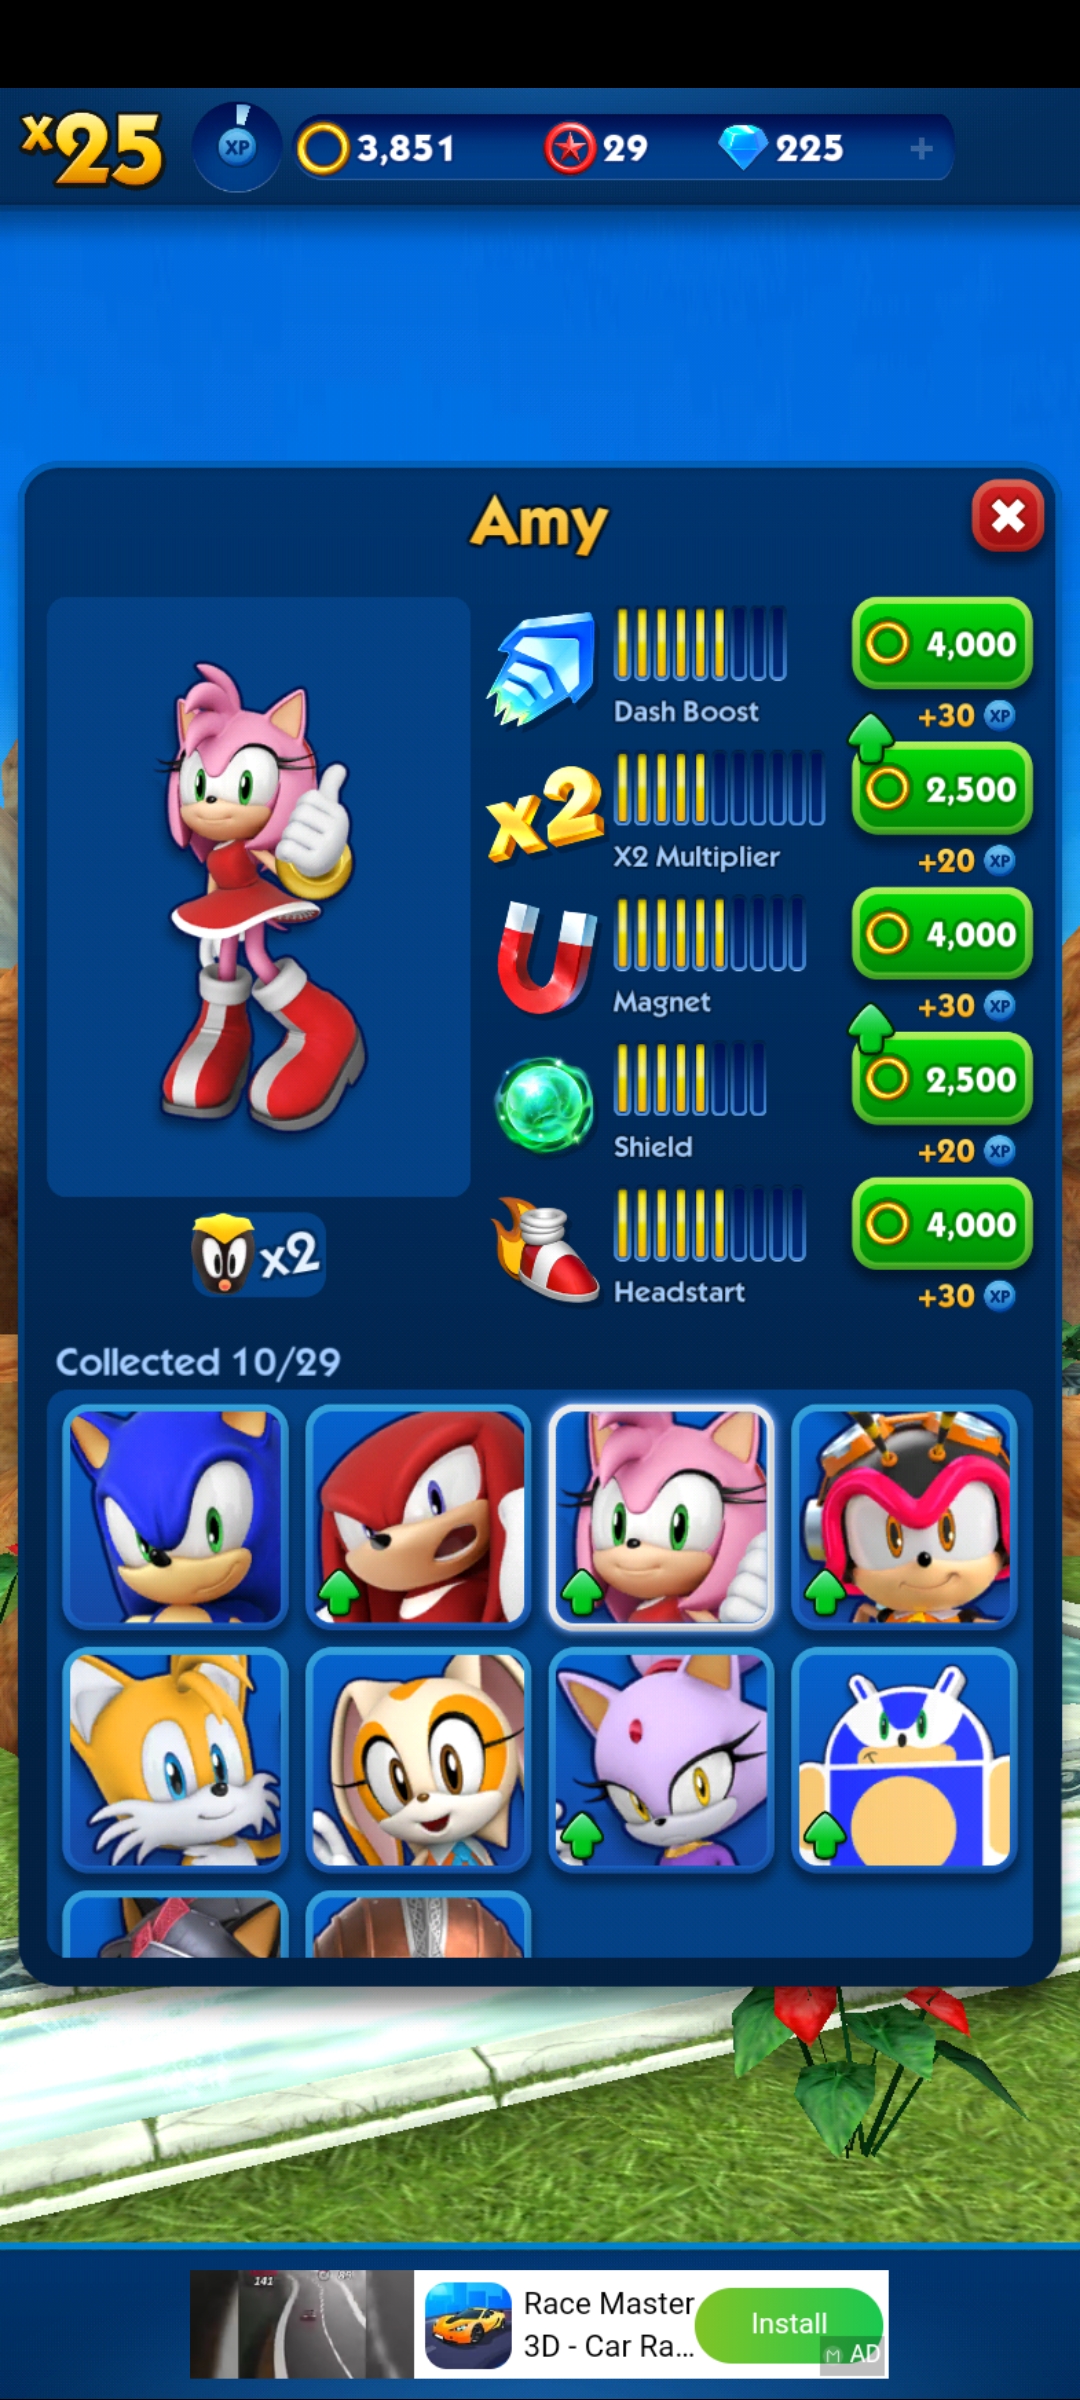 x25
XP
3,851
29
225
+
Amy
4,000
Dash Boost
+30 XP
x2
2,500
X2 Multiplier
+20 XP
4,000
Magnet
+30 XP
2,500
Shield
+20 XP
4,000
Headstart
+30 XP
x2
Collected 10/29
141
Race Master
3D - Car Ra...
Install
AD